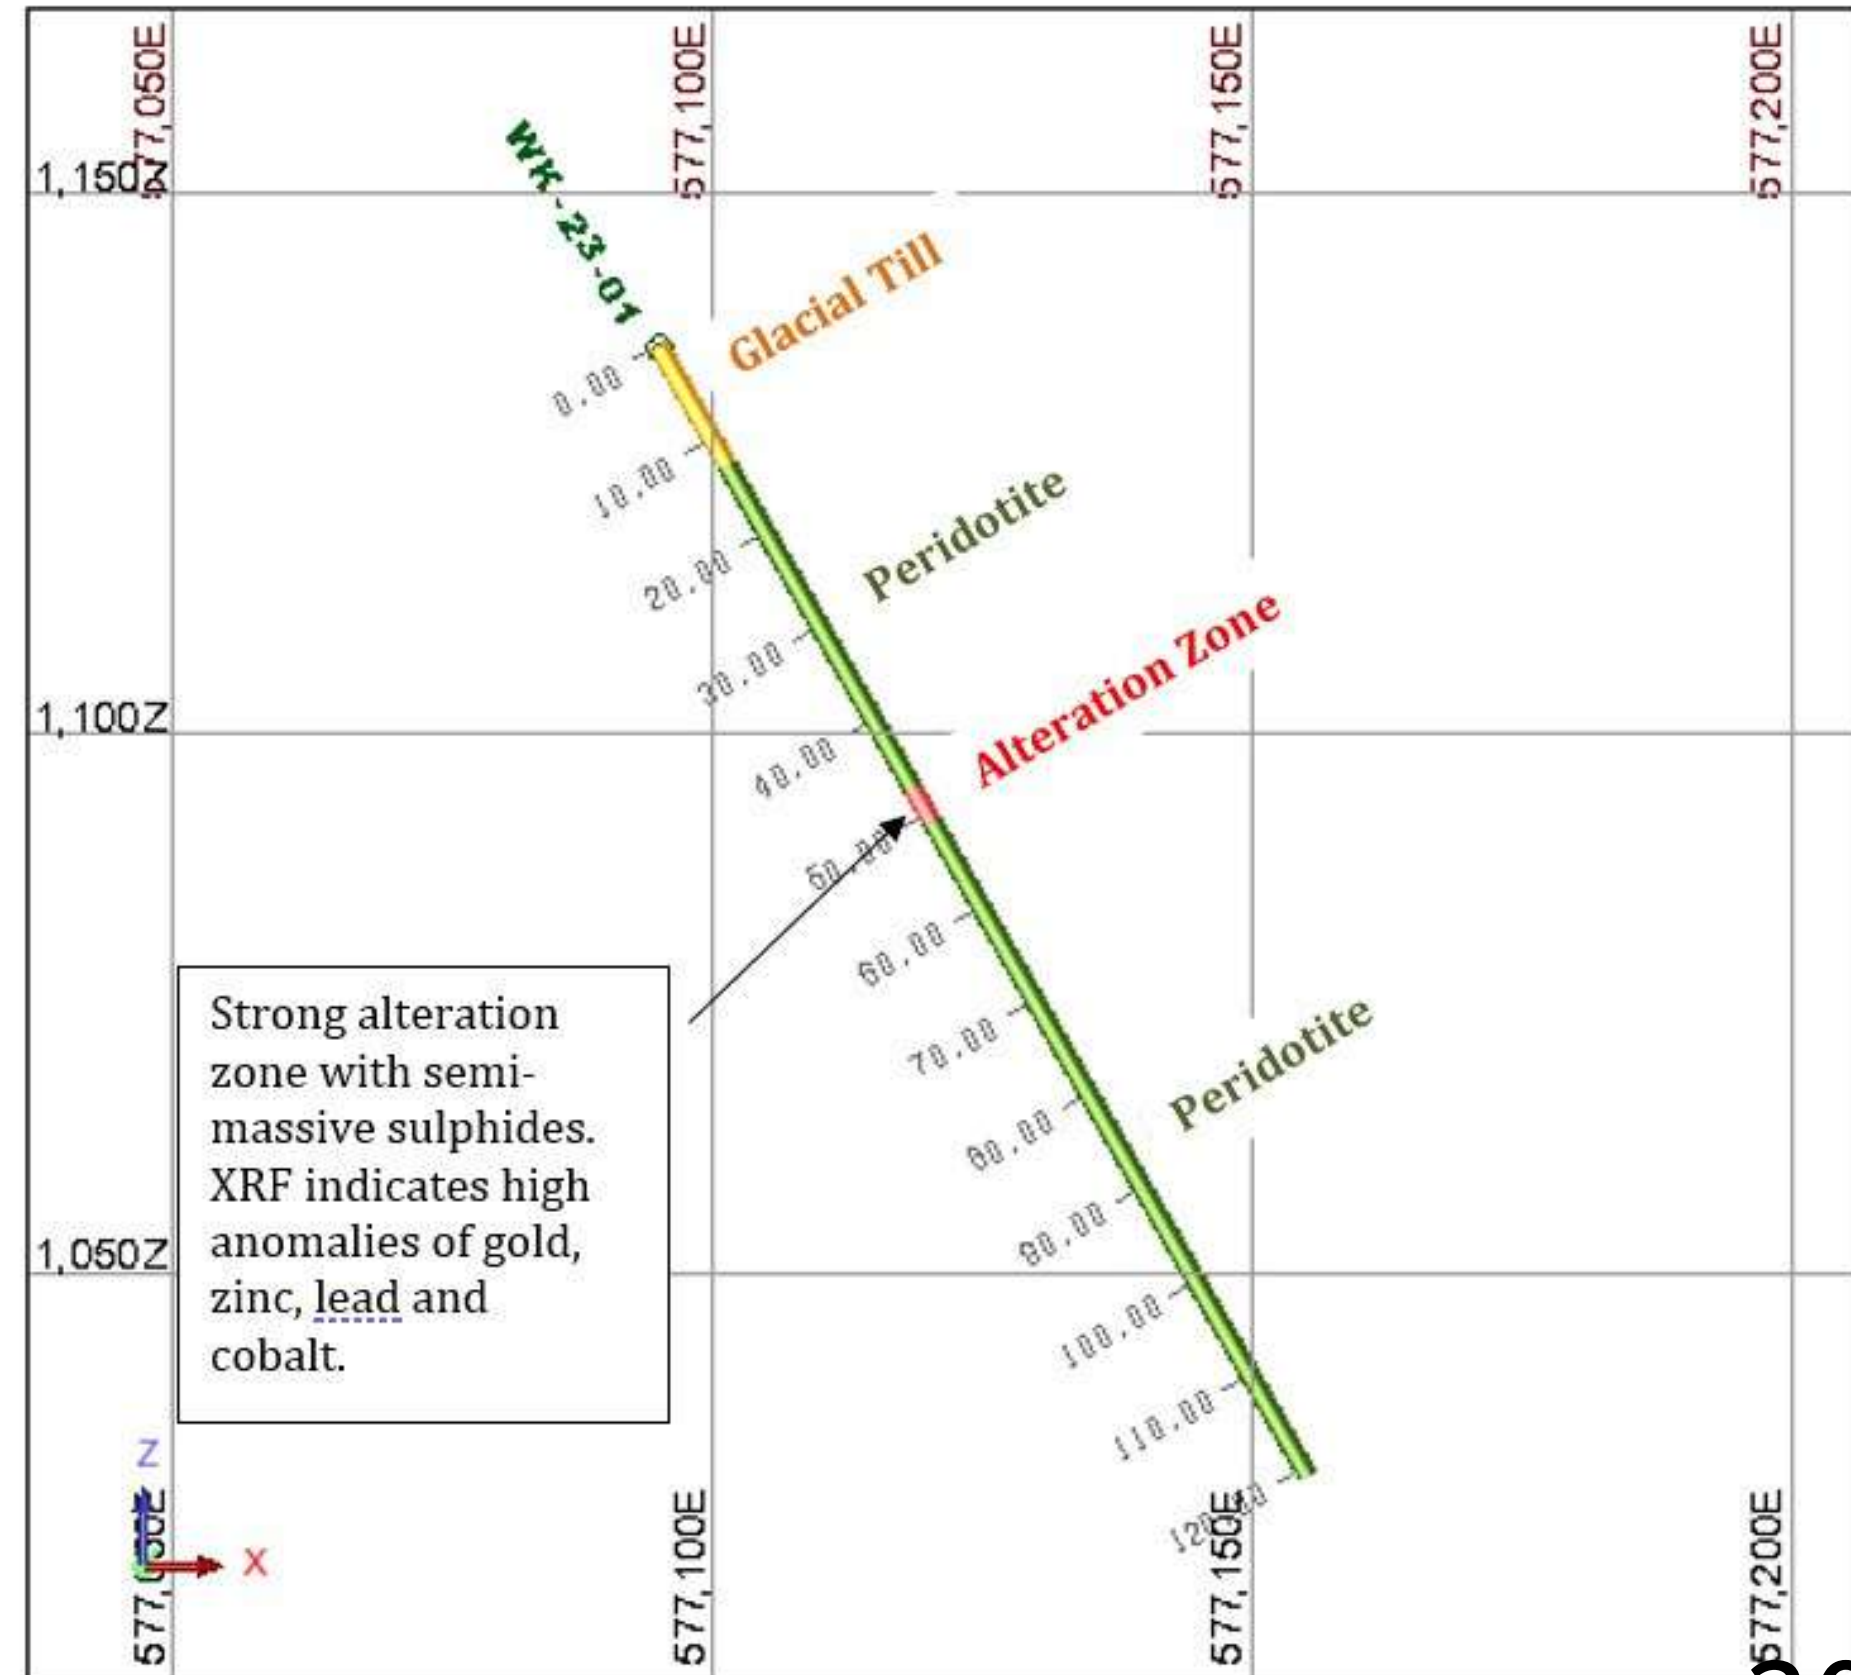 577,100E
577,150E
577,200E
1,150Z
WK-23-01
Glacial Till
0.00
10.00
Peridotite
20.00
30.00
Alteration Zone
1,100Z
40.00
50.00
60.00
Strong alteration
zone with semi-
massive sulphides.
XRF indicates high
anomalies of gold,
zinc, lead and
cobalt.
70.00
Peridotite
80.00
90.00
1,050Z
100.00
110.00
120.00
Z
X
577,100E
577,150E
577,200E